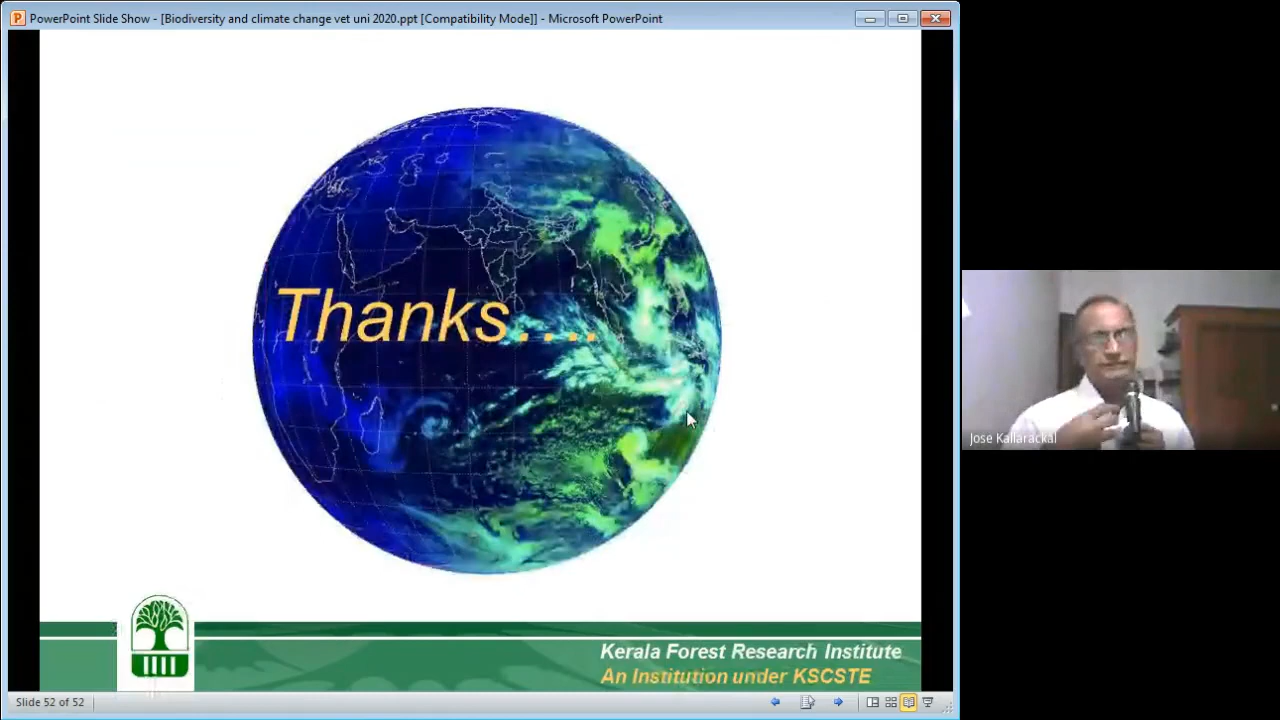 PowerPoint Slide Show - [Biodiversity and climate change vet uni 2020.ppt [Compatibility Mode]] - Microsoft PowerPoint
Thanks....
Jose Kallarackal
Kerala Forest Research Institute
An Institution under KSCSTE
Slide 52 of 52